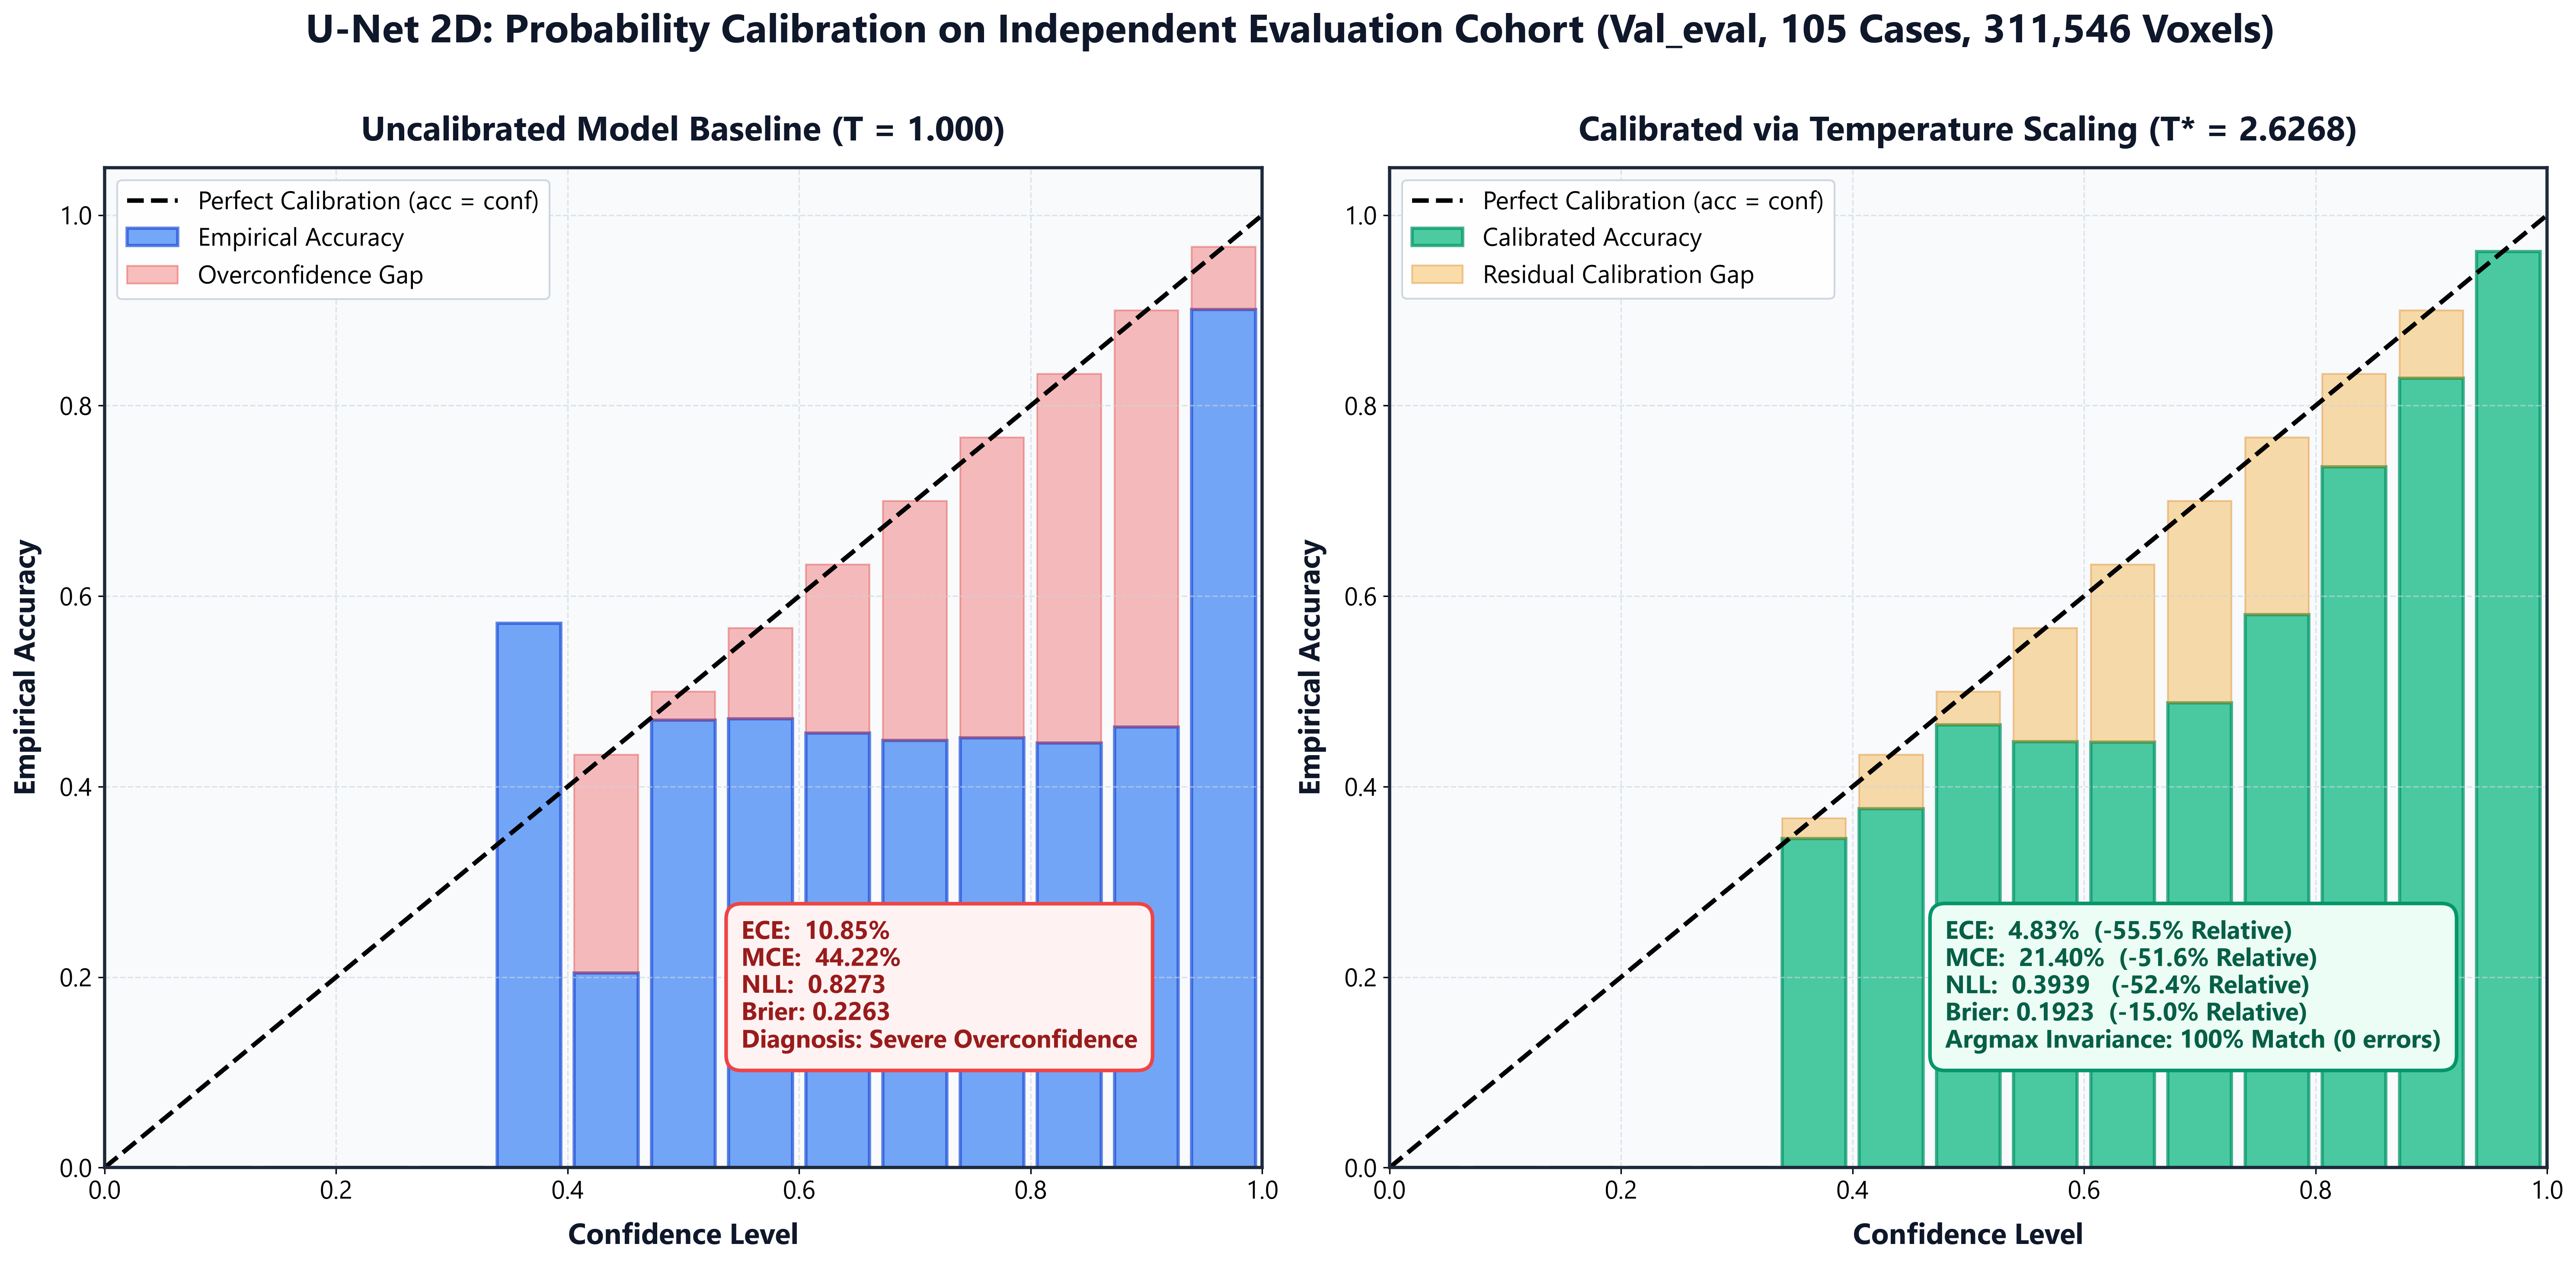 U-Net 2D: Probability Calibration on Independent Evaluation Cohort (Val_eval, 105 Cases, 311,546 Voxels)
Uncalibrated Model Baseline (T = 1.000)
Perfect Calibration (acc = conf)
Empirical Accuracy
Overconfidence Gap
1.0
0.8
0.6
0.4
0.2
0.0
Empirical Accuracy
ECE: 10.85%
MCE: 44.22%
NLL: 0.8273
Brier: 0.2263
Diagnosis: Severe Overconfidence
0.0 0.2 0.4 0.6 0.8 1.0
Confidence Level
Calibrated via Temperature Scaling (T* = 2.6268)
Perfect Calibration (acc = conf)
Calibrated Accuracy
Residual Calibration Gap
1.0
0.8
0.6
0.4
0.2
0.0
Empirical Accuracy
ECE: 4.83% (-55.5% Relative)
MCE: 21.40% (-51.6% Relative)
NLL: 0.3939 (-52.4% Relative)
Brier: 0.1923 (-15.0% Relative)
Argmax Invariance: 100% Match (0 errors)
0.0 0.2 0.4 0.6 0.8 1.0
Confidence Level